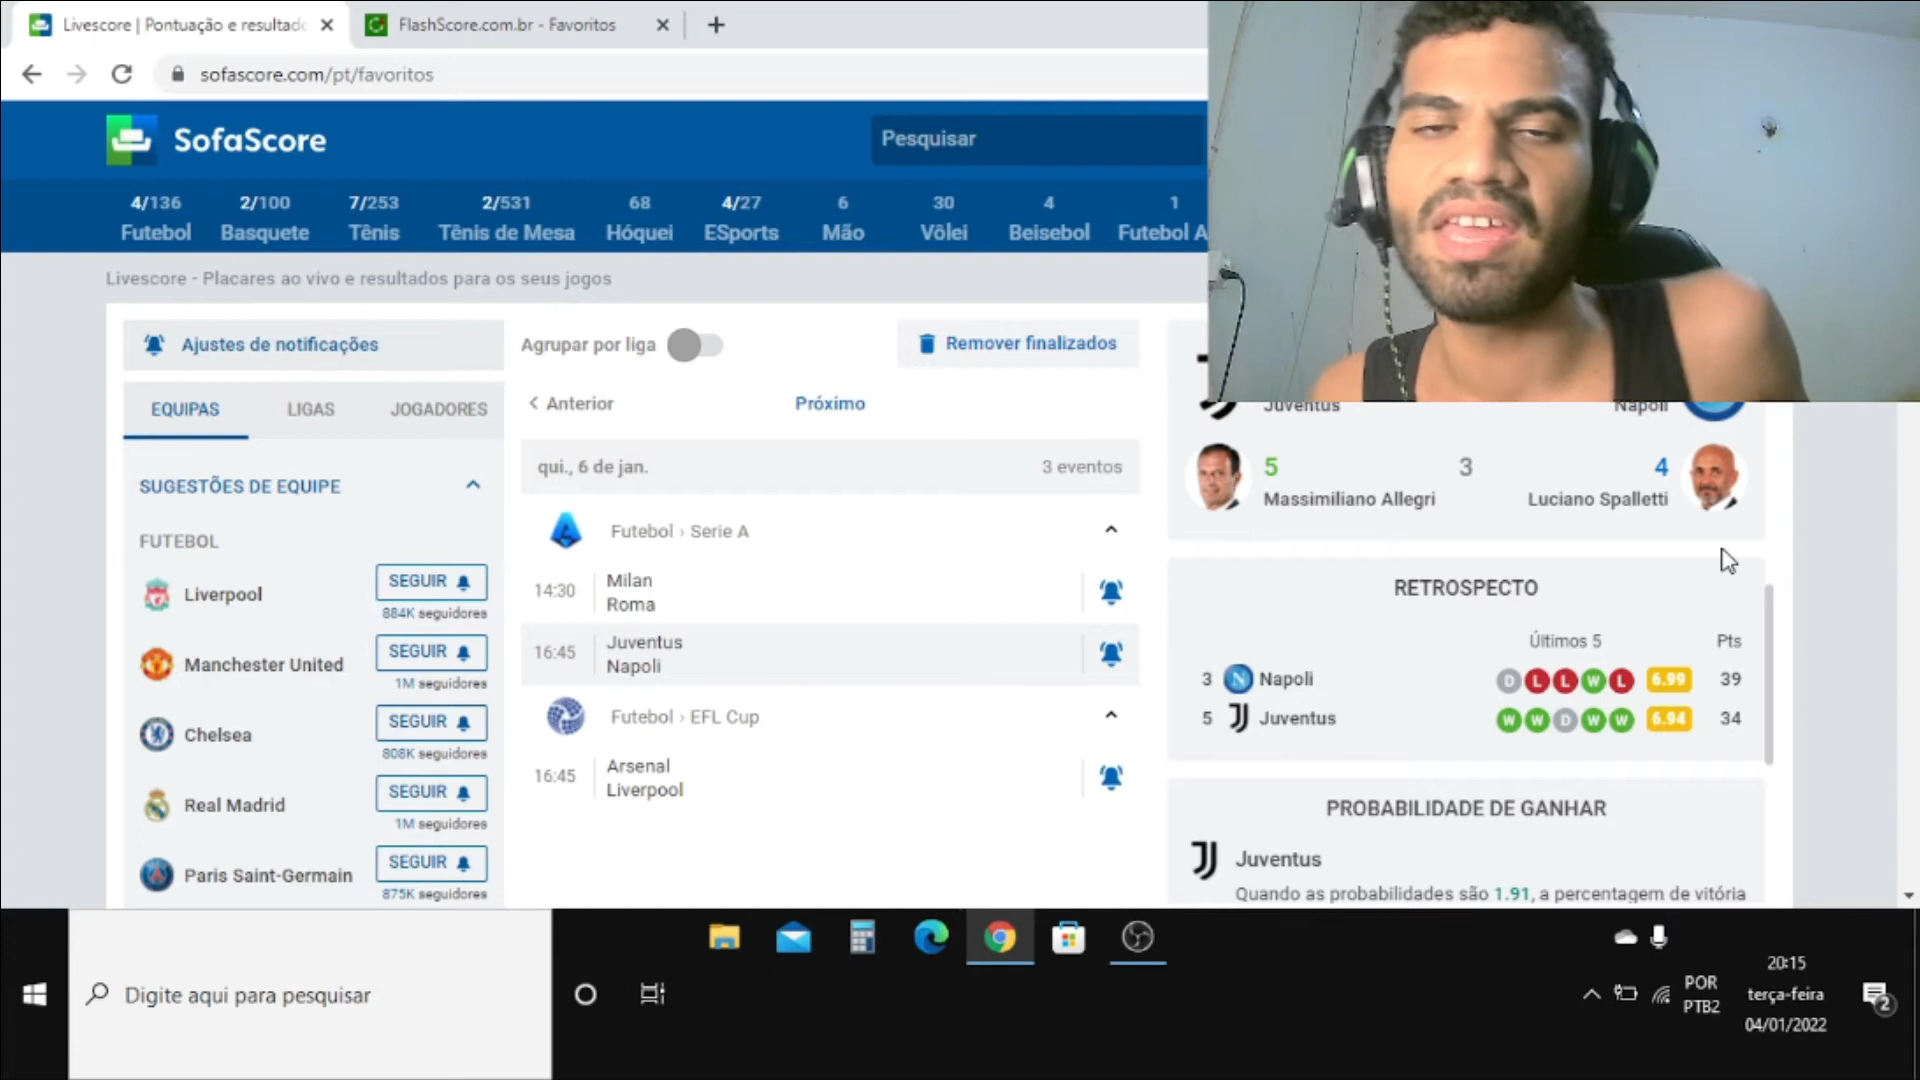 Livescore | Pontuação e resultado
FlashScore.com.br - Favoritos
sofascore.com/pt/favoritos
SofaScore
Pesquisar
4/136 2/100 7/253 2/531 68 4/27 6 30 4 1
Futebol Basquete Tênis Tênis de Mesa Hóquei ESports Mão Vôlei Beisebol Futebol A
Livescore - Placares ao vivo e resultados para os seus jogos
Ajustes de notificações
EQUIPAS LIGAS JOGADORES
SUGESTÕES DE EQUIPE
FUTEBOL
Liverpool
SEGUIR
884K seguidores
Manchester United
SEGUIR
1M seguidores
Chelsea
SEGUIR
808K seguidores
Real Madrid
SEGUIR
1M seguidores
Paris Saint-Germain
SEGUIR
875K seguidores
Agrupar por liga
Remover finalizados
< Anterior
Próximo
qui., 6 de jan. 3 eventos
Futebol › Serie A
14:30
Milan
Roma
16:45
Juventus
Napoli
Futebol › EFL Cup
16:45
Arsenal
Liverpool
Juventus Napoli
5 3 4
Massimiliano Allegri Luciano Spalletti
RETROSPECTO
Últimos 5 Pts
3 N Napoli D L L W L 6.99 39
5 Juventus W W D W W 6.94 34
PROBABILIDADE DE GANHAR
Juventus
Quando as probabilidades são 1.91, a percentagem de vitória
Digite aqui para pesquisar
POR
PTB2
20:15
terça-feira
04/01/2022
2